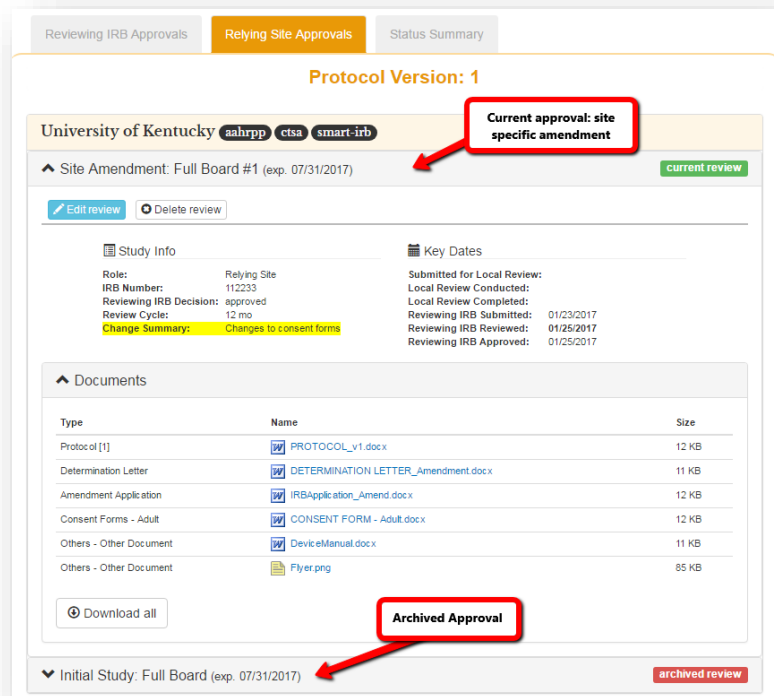 Reviewing IRB Approvals
Relying Site Approvals
Status Summary
Protocol Version: 1
Current approval: site
specific amendment
University of Kentucky aahrpp ctsa smart-irb
Site Amendment: Full Board #1 (exp. 07/31/2017)
current review
Edit review
Delete review
Study Info
Role: Relying Site
IRB Number: 112233
Reviewing IRB Decision: approved
Review Cycle: 12 mo
Change Summary: Changes to consent forms
Key Dates
Submitted for Local Review:
Local Review Conducted:
Local Review Completed:
Reviewing IRB Submitted: 01/23/2017
Reviewing IRB Reviewed: 01/25/2017
Reviewing IRB Approved: 01/25/2017
Documents
Type Name Size
Protocol [1] PROTOCOL_v1.docx 12 KB
Determination Letter DETERMINATION LETTER_Amendment.docx 11 KB
Amendment Application IRBApplication_Amend.docx 12 KB
Consent Forms - Adult CONSENT FORM - Adult.docx 12 KB
Others - Other Document DeviceManual.docx 11 KB
Others - Other Document Flyer.png 85 KB
Download all
Archived Approval
Initial Study: Full Board (exp. 07/31/2017)
archived review